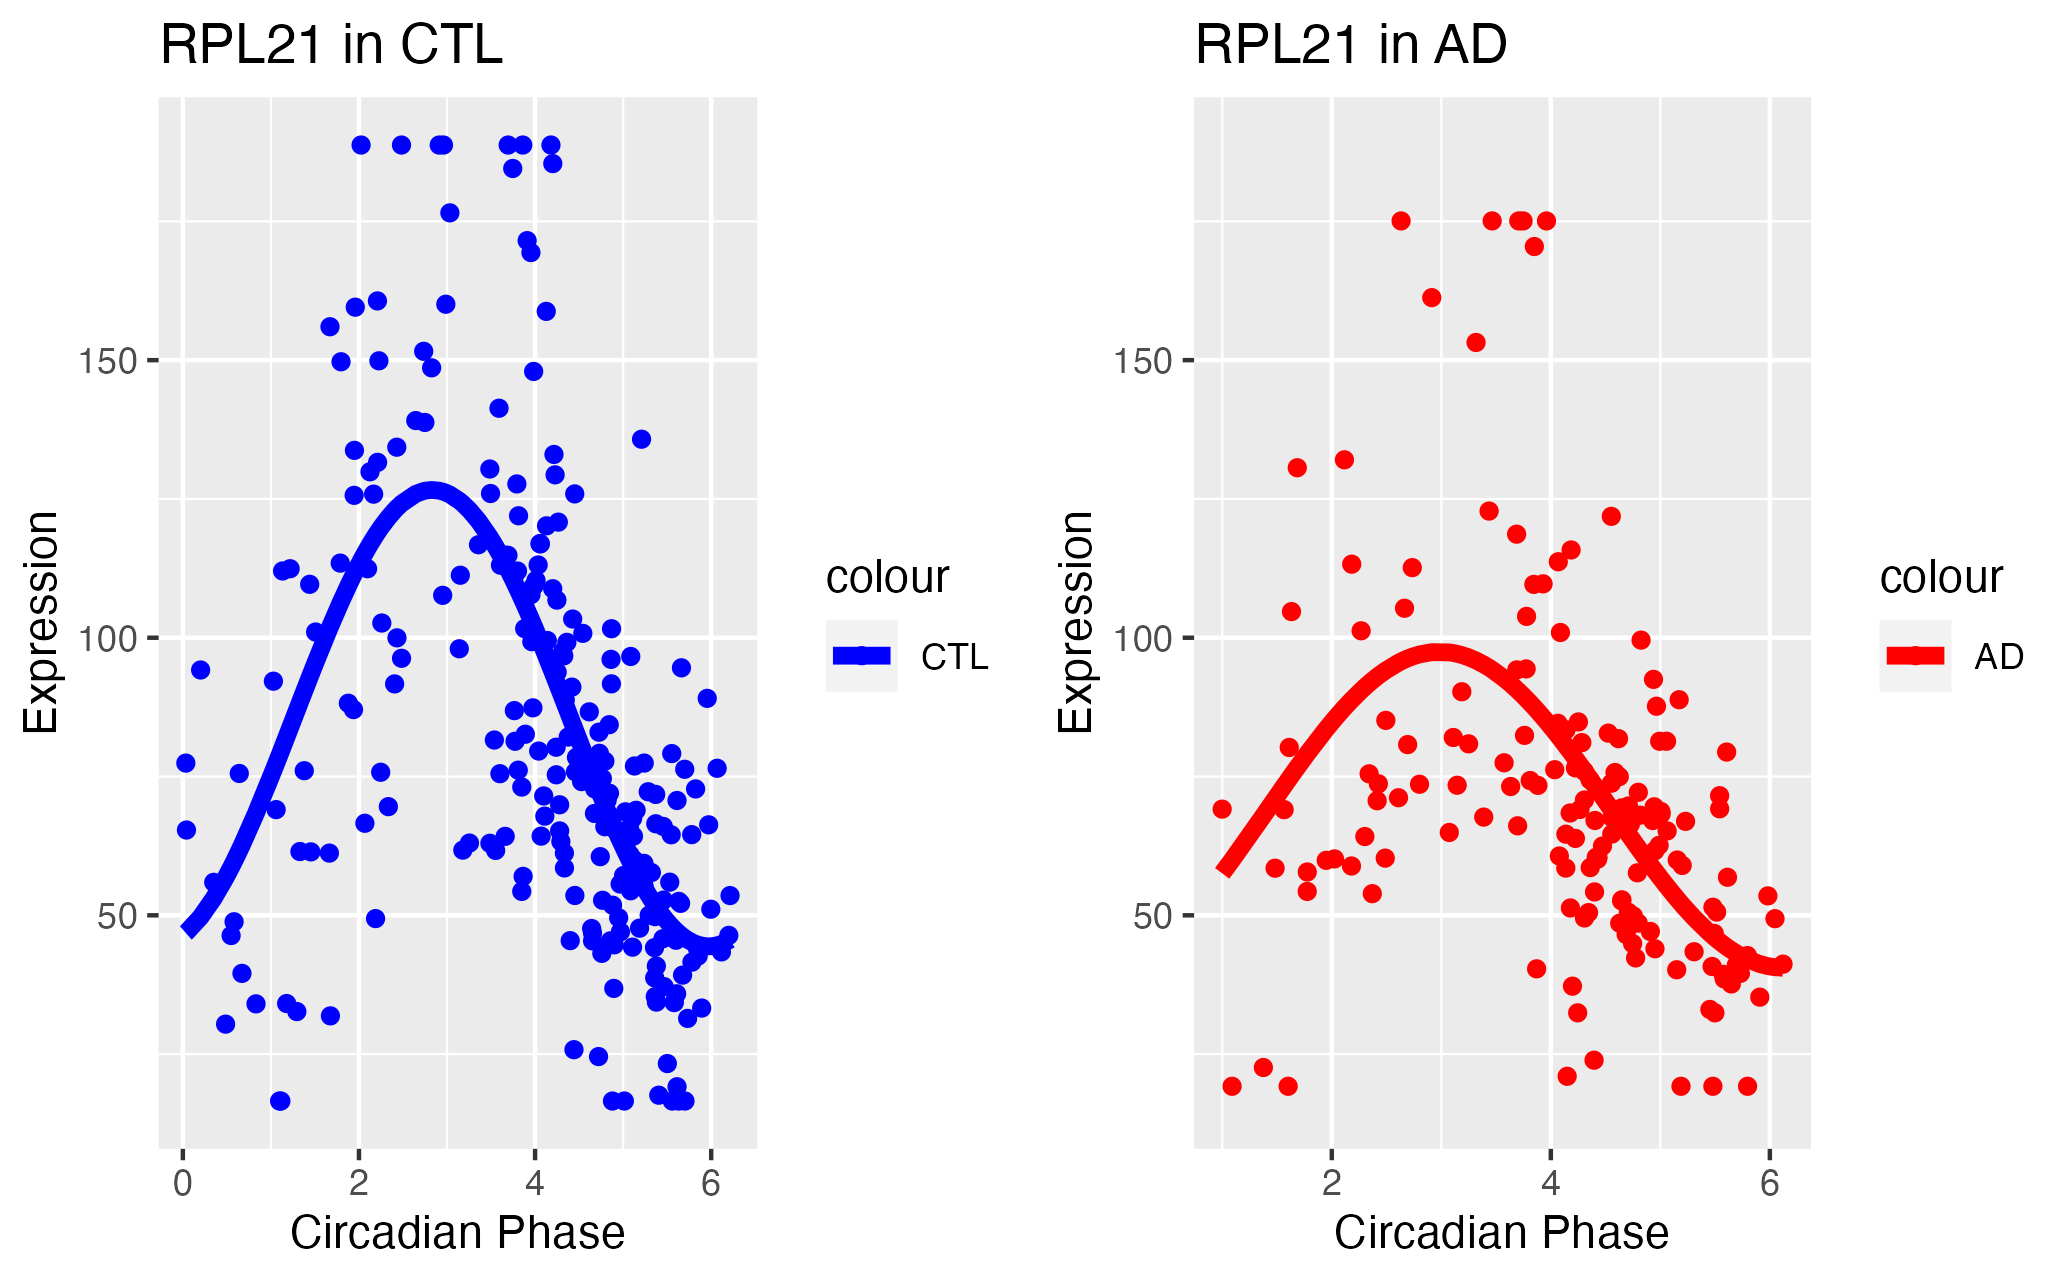 RPL21 in CTL
Expression
150
100
50
0 2 4 6
Circadian Phase
colour
CTL
RPL21 in AD
Expression
150
100
50
2 4 6
Circadian Phase
colour
AD